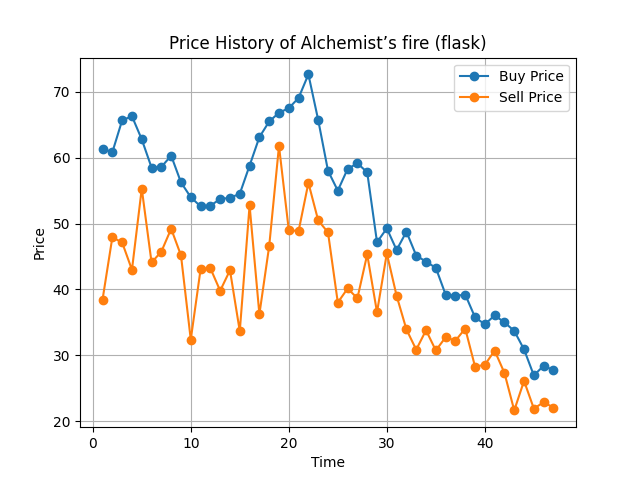 Price History of Alchemist’s fire (flask)
Buy Price
Sell Price
Price
70
60
50
40
30
20
0
10
20
30
40
Time